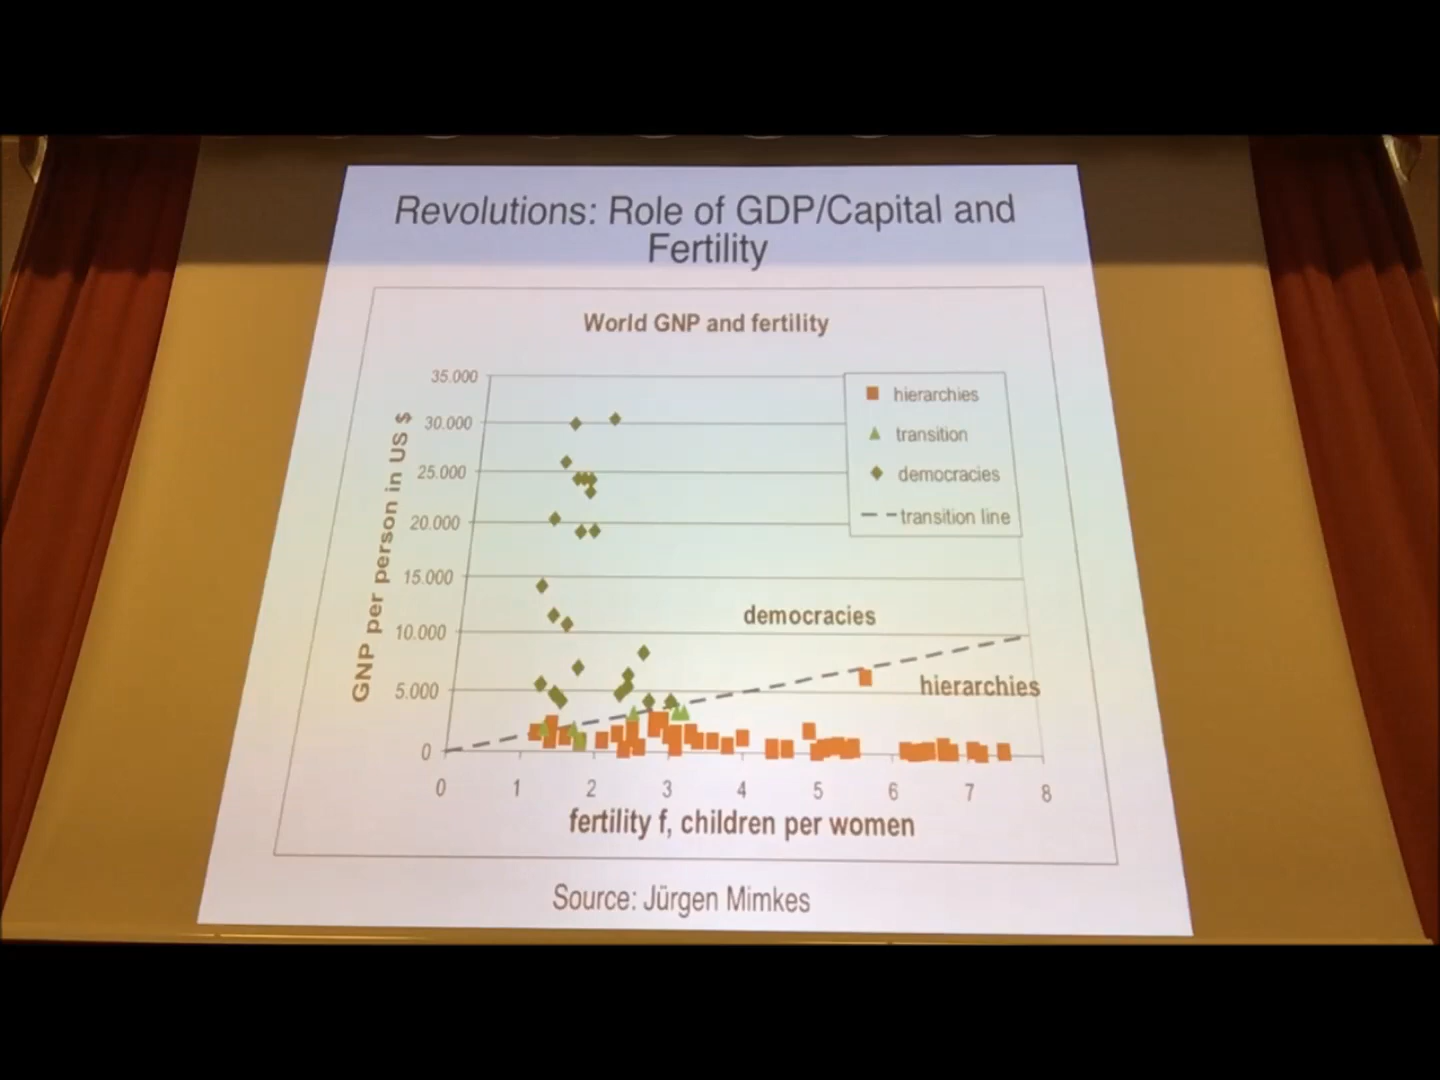 Revolutions: Role of GDP/Capital and
Fertility
World GNP and fertility
GNP per person in US $
35.000
30.000
25.000
20.000
15.000
10.000
5.000
0
hierarchies
transition
democracies
transition line
democracies
hierarchies
0 1 2 3 4 5 6 7 8
fertility f, children per women
Source: Jürgen Mimkes